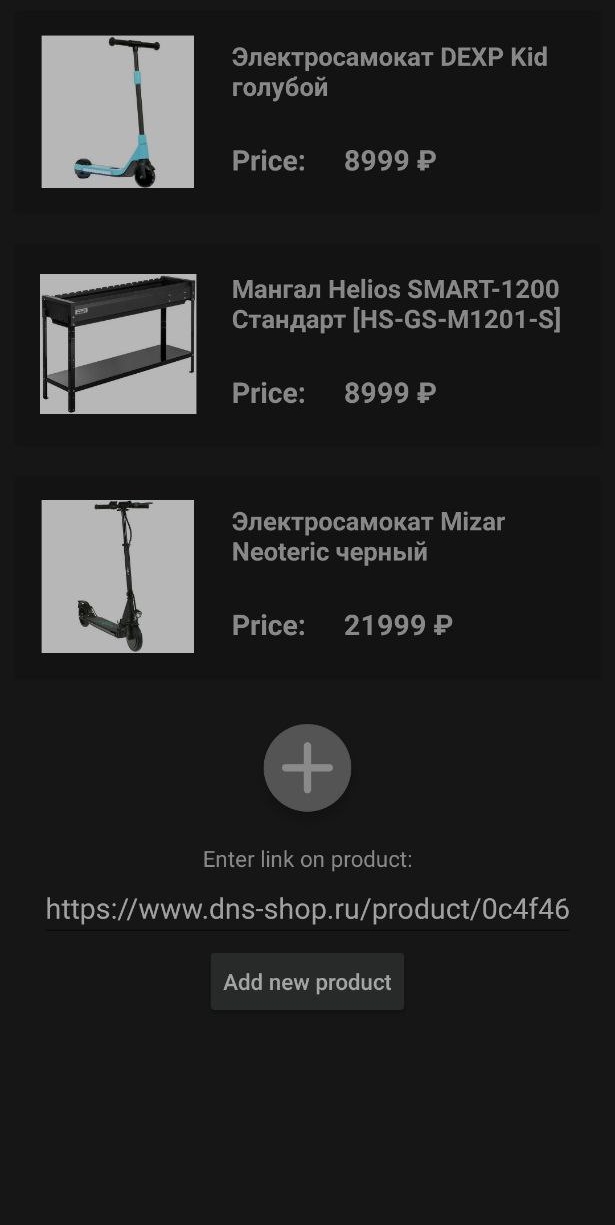 Электросамокат DEXP Kid
голубой
Price: 8999 ₽
Мангал Helios SMART-1200
Стандарт [HS-GS-M1201-S]
Price: 8999 ₽
Электросамокат Mizar
Neoteric черный
Price: 21999 ₽
Enter link on product:
https://www.dns-shop.ru/product/0c4f46
Add new product